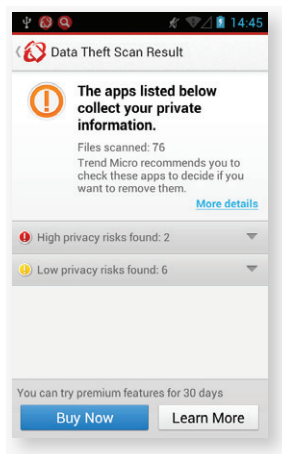 14:45
Data Theft Scan Result
The apps listed below
collect your private
information.
Files scanned: 76
Trend Micro recommends you to
check these apps to decide if you
want to remove them.
More details
High privacy risks found: 2
Low privacy risks found: 6
You can try premium features for 30 days
Buy Now
Learn More